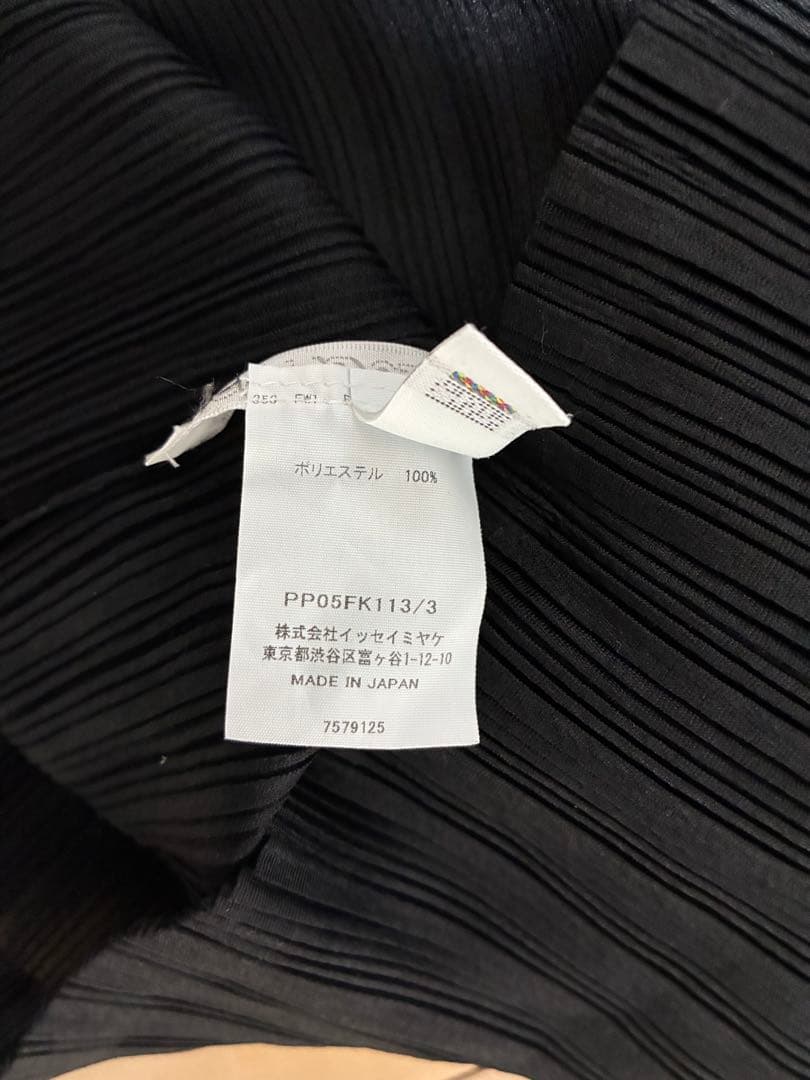 ポリエステル 100%
PP05FK113/3
株式会社イッセイミヤケ
東京都渋谷区富ヶ谷1-12-10
MADE IN JAPAN
7579125